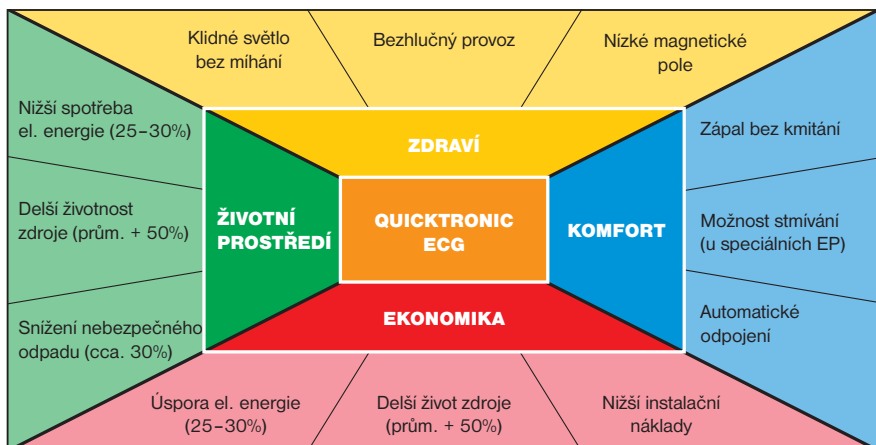 Klidné světlo
bez míhání
Bezhlučný provoz
Nízké magnetické
pole
Nižší spotřeba
el. energie (25–30%)
ZDRAVÍ
Zápal bez kmitání
Delší životnost
zdroje (prům. + 50%)
ŽIVOTNÍ
PROSTŘEDÍ
QUICKTRONIC
ECG
KOMFORT
Možnost stmívání
(u speciálních EP)
Snížení nebezpečného
odpadu (cca. 30%)
EKONOMIKA
Automatické
odpojení
Úspora el. energie
(25–30%)
Delší život zdroje
(prům. + 50%)
Nižší instalační
náklady